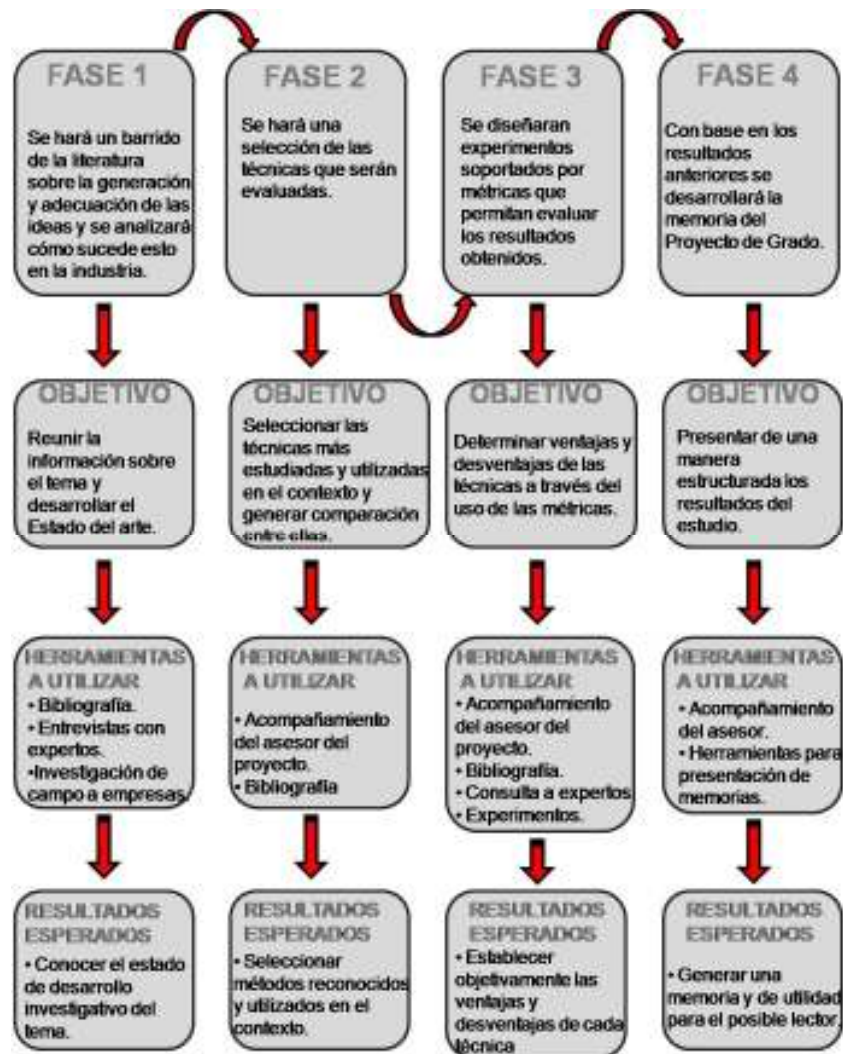 FASE 1
Se hará un barrido
de la literatura
sobre la generación
y adecuación de las
ideas y se analizará
cómo sucede esto
en la industria.
FASE 2
Se hará una
selección de las
técnicas que serán
evaluadas.
FASE 3
Se diseñaran
experimentos
soportados por
métricas que
permitan evaluar
los resultados
obtenidos.
FASE 4
Con base en los
resultados
anteriores se
desarrollará la
memoria del
Proyecto de Grado.
OBJETIVO
Reunir la
información sobre
el tema y
desarrollar el
Estado del arte.
OBJETIVO
Seleccionar las
técnicas más
estudiadas y utilizadas
en el contexto y
generar comparación
entre ellas.
OBJETIVO
Determinar ventajas y
desventajas de las
técnicas a través del
uso de las métricas.
OBJETIVO
Presentar de una
manera
estructurada los
resultados del
estudio.
HERRAMIENTAS
A UTILIZAR
• Bibliografía.
• Entrevistas con
expertos.
•Investigación de
campo a empresas.
HERRAMIENTAS
A UTILIZAR
• Acompañamiento
del asesor del
proyecto.
• Bibliografía
HERRAMIENTAS
A UTILIZAR
• Acompañamiento
del asesor del
proyecto.
• Bibliografía.
• Consulta a expertos
• Experimentos.
HERRAMIENTAS
A UTILIZAR
• Acompañamiento
del asesor.
• Herramientas para
presentación de
memorias.
RESULTADOS
ESPERADOS
• Conocer el estado
de desarrollo
investigativo del
tema.
RESULTADOS
ESPERADOS
• Seleccionar
métodos reconocidos
y utilizados en el
contexto.
RESULTADOS
ESPERADOS
• Establecer
objetivamente las
ventajas y
desventajas de cada
técnica
RESULTADOS
ESPERADOS
• Generar una
memoria y de utilidad
para el posible lector.